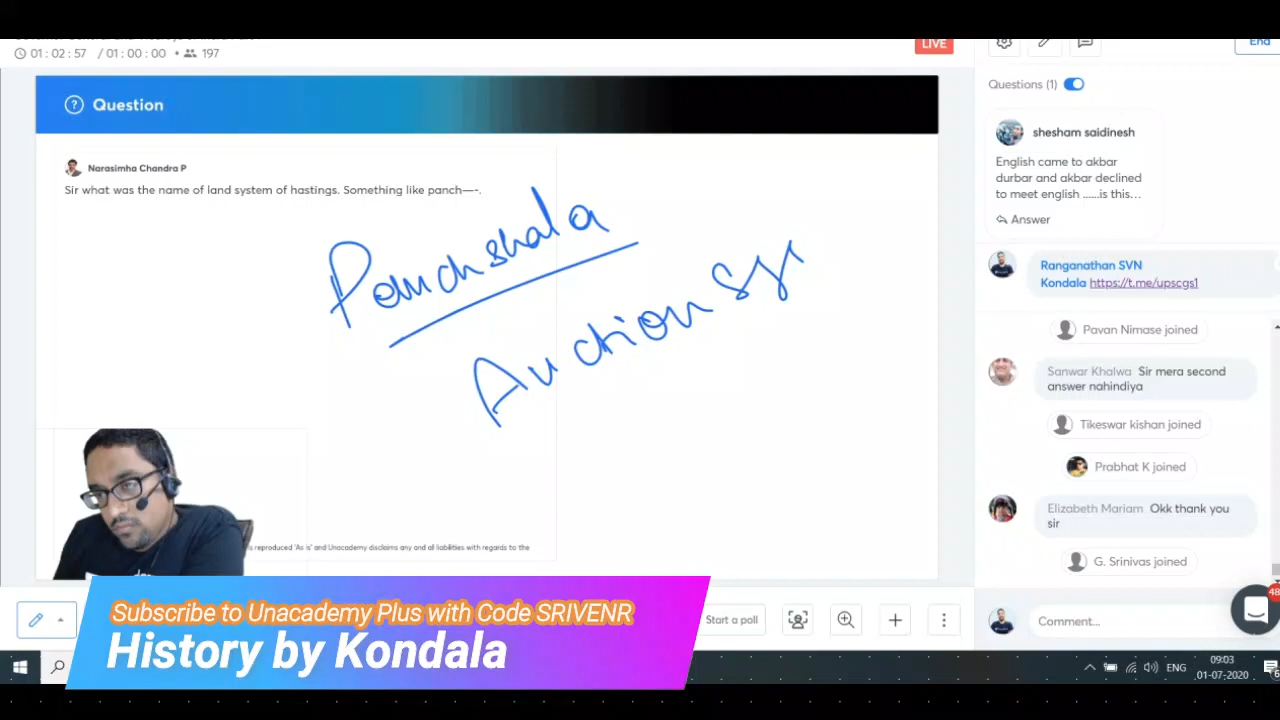 01 : 02 : 57 / 01 : 00 : 00 • 197
LIVE
End
? Question
Narasimha Chandra P
Sir what was the name of land system of hastings. Something like panch—-.
Panchshala
Auction Sys
is reproduced 'As is' and Unacademy disclaims any and all liabilities with regards to the
Questions (1)
shesham saidinesh
English came to akbar
durbar and akbar declined
to meet english ......is this...
Answer
Ranganathan SVN
Kondala https://t.me/upscgs1
Pavan Nimase joined
Sanwar Khalwa Sir mera second
answer nahindiya
Tikeswar kishan joined
Prabhat K joined
Elizabeth Mariam Okk thank you
sir
G. Srinivas joined
48
Comment...
Start a poll
Subscribe to Unacademy Plus with Code SRIVENR
History by Kondala
ENG
09:03
01-07-2020